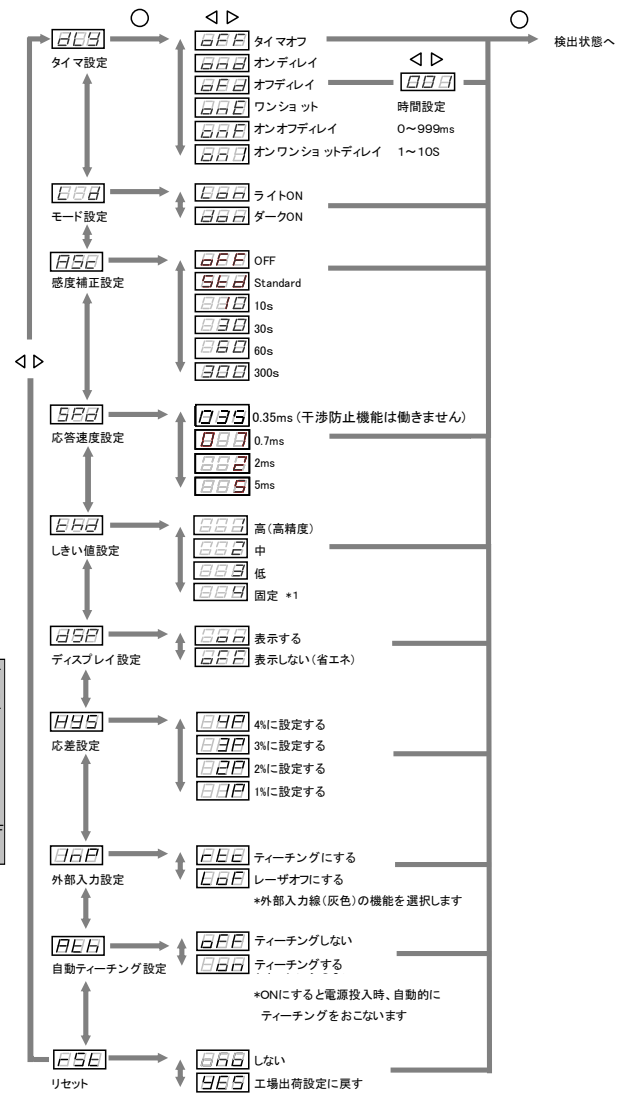 dLY
タイマ設定
oFF タイマオフ
ond オンディレイ
oFd オフディレイ
onE ワンショット
onF オンオフディレイ
on1 オンワンショットディレイ
001
時間設定
0～999ms
1～10S
検出状態へ
L-d
モード設定
Lon ライトON
don ダークON
ASc
感度補正設定
oFF OFF
Std Standard
10 10s
30 30s
60 60s
300 300s
SPd
応答速度設定
035 0.35ms（干渉防止機能は働きません）
0.7 0.7ms
2 2ms
5 5ms
tHd
しきい値設定
1 高（高精度）
2 中
3 低
4 固定 *1
dSP
ディスプレイ設定
on 表示する
oFF 表示しない（省エネ）
HYS
応差設定
4P 4%に設定する
3P 3%に設定する
2P 2%に設定する
1P 1%に設定する
InP
外部入力設定
rtc ティーチングにする
LoF レーザオフにする
*外部入力線（灰色）の機能を選択します
Ath
自動ティーチング設定
oFF ティーチングしない
on ティーチングする
*ONにすると電源投入時、自動的に
ティーチングをおこないます
rSt
リセット
no しない
YES 工場出荷設定に戻す